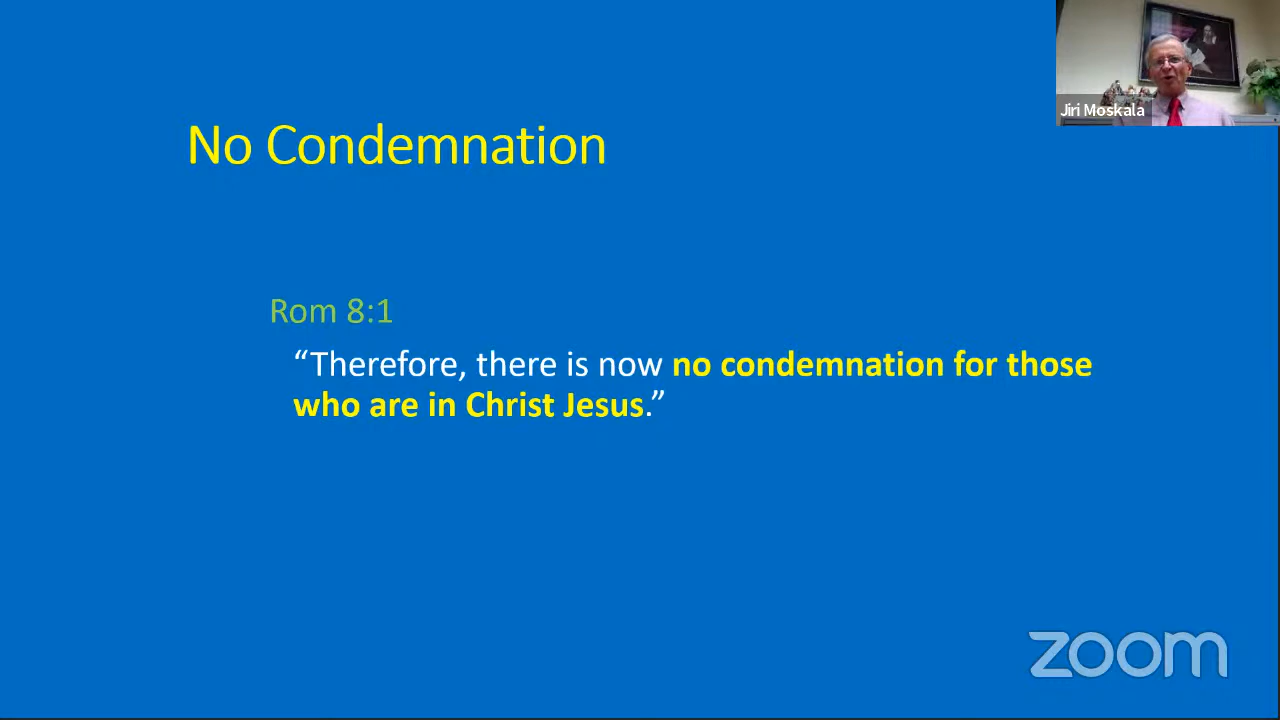 Jiri Moskala
No Condemnation
Rom 8:1
“Therefore, there is now no condemnation for those
who are in Christ Jesus.”
zoom